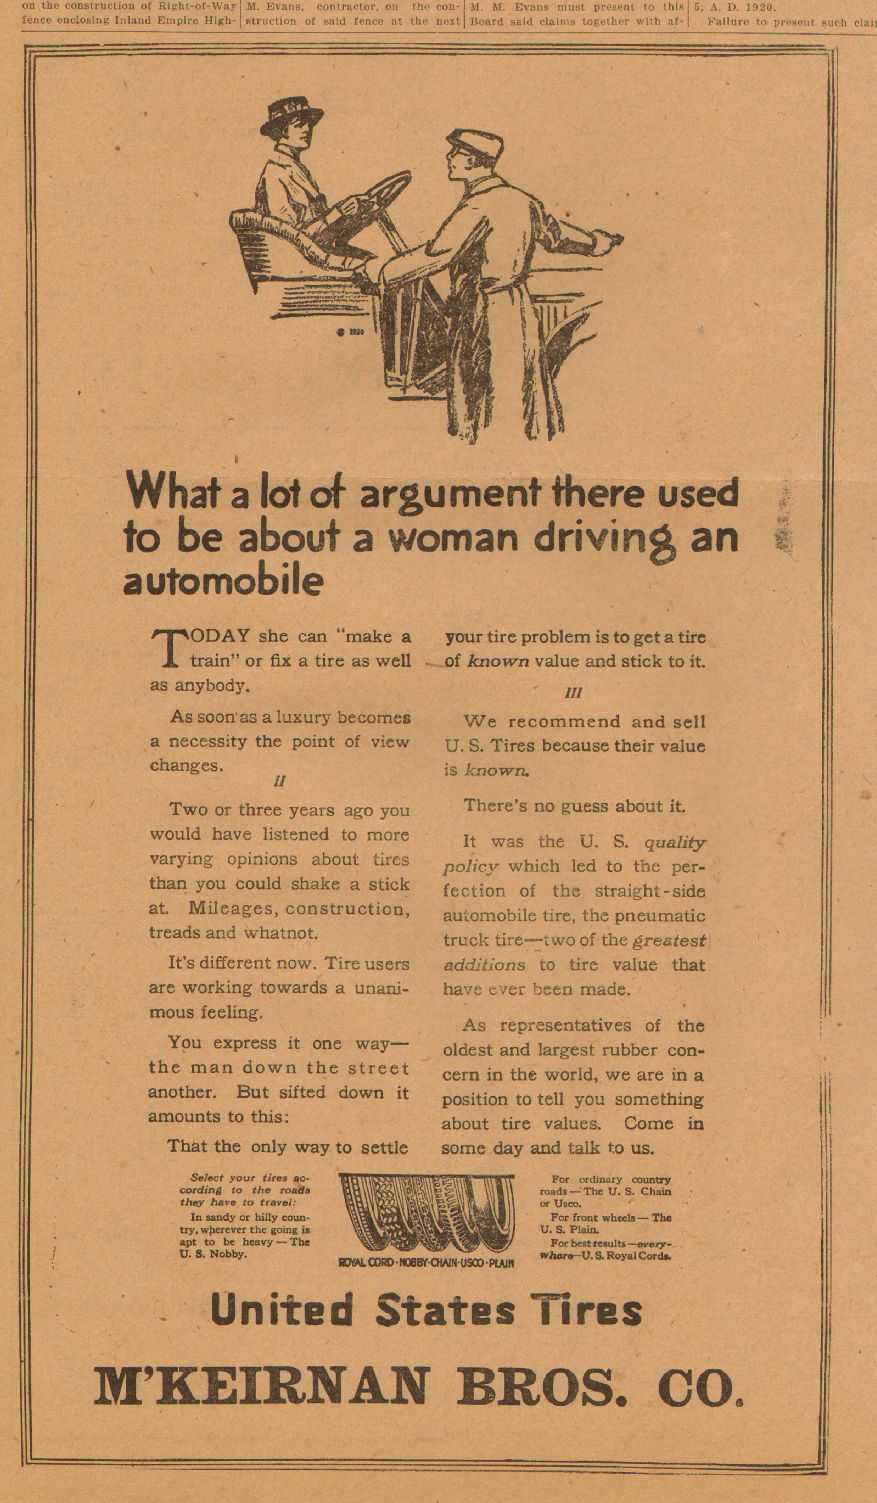 on the construction of Right-of-Way
fence enclosing Inland Empire High-
M. Evans, contractor, on the con-
struction of said fence at the next
M. M. Evans must present to this
Board said claims together with af-
5, A. D. 1920.
Failure to present such clai
© 1920
What a lot of argument there used
to be about a woman driving an
automobile
TODAY she can “make a
train” or fix a tire as well
as anybody.
As soon as a luxury becomes
a necessity the point of view
changes.
II
Two or three years ago you
would have listened to more
varying opinions about tires
than you could shake a stick
at. Mileages, construction,
treads and whatnot.
It’s different now. Tire users
are working towards a unani-
mous feeling.
You express it one way—
the man down the street
another. But sifted down it
amounts to this:
That the only way to settle
your tire problem is to get a tire
of known value and stick to it.
III
We recommend and sell
U. S. Tires because their value
is known.
There’s no guess about it.
It was the U. S. quality
policy which led to the per-
fection of the straight-side
automobile tire, the pneumatic
truck tire—two of the greatest
additions to tire value that
have ever been made.
As representatives of the
oldest and largest rubber con-
cern in the world, we are in a
position to tell you something
about tire values. Come in
some day and talk to us.
Select your tires ac-
cording to the roads
they have to travel:
In sandy or hilly coun-
try, wherever the going is
apt to be heavy—The
U. S. Nobby.
ROYAL CORD-NOBBY-CHAIN-USCO-PLAIN
For ordinary country
roads—The U. S. Chain
or Usco.
For front wheels—The
U. S. Plain.
For best results—every-
where—U. S. Royal Cords.
United States Tires
M’KEIRNAN BROS. CO.